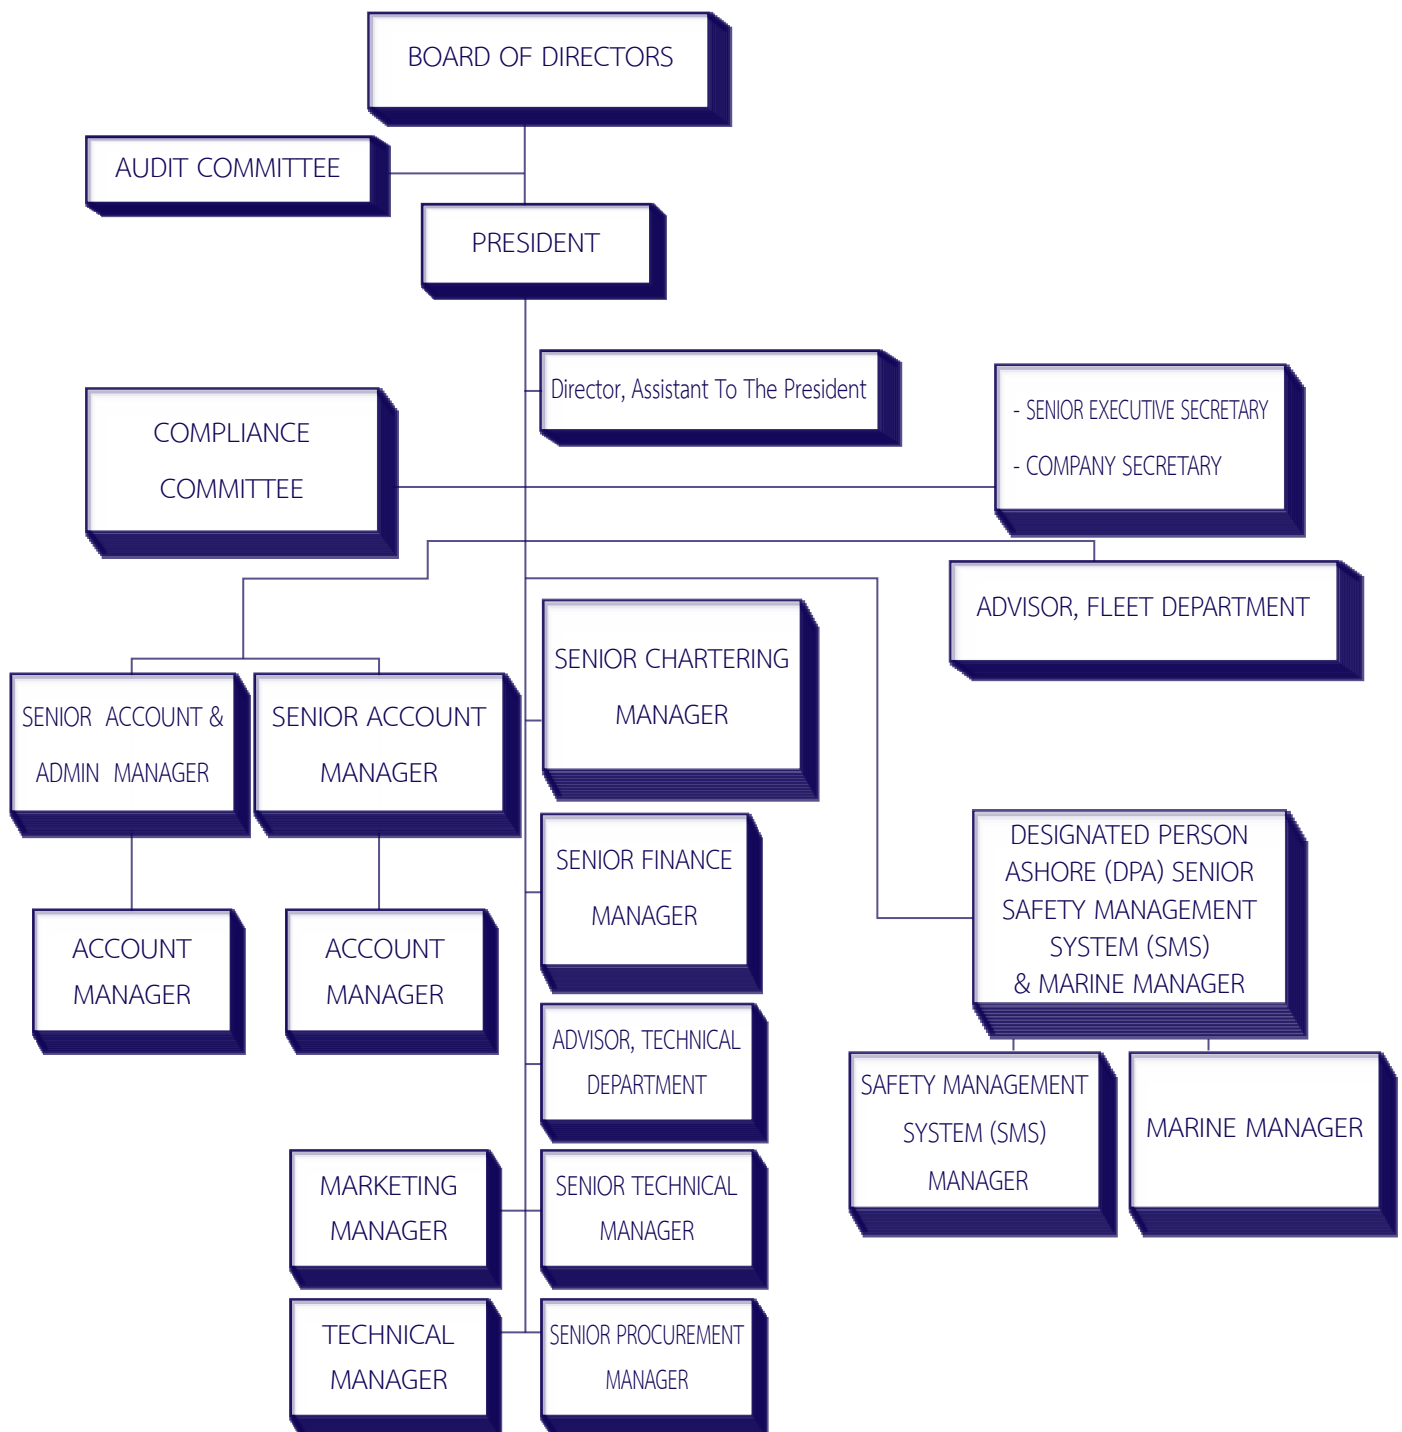 BOARD OF DIRECTORS
AUDIT COMMITTEE
PRESIDENT
Director, Assistant To The President
COMPLIANCE
COMMITTEE
- SENIOR EXECUTIVE SECRETARY
- COMPANY SECRETARY
ADVISOR, FLEET DEPARTMENT
SENIOR ACCOUNT &
ADMIN MANAGER
SENIOR ACCOUNT
MANAGER
SENIOR CHARTERING
MANAGER
SENIOR FINANCE
MANAGER
DESIGNATED PERSON
ASHORE (DPA) SENIOR
SAFETY MANAGEMENT
SYSTEM (SMS)
& MARINE MANAGER
ACCOUNT
MANAGER
ACCOUNT
MANAGER
ADVISOR, TECHNICAL
DEPARTMENT
SAFETY MANAGEMENT
SYSTEM (SMS)
MANAGER
MARINE MANAGER
MARKETING
MANAGER
SENIOR TECHNICAL
MANAGER
TECHNICAL
MANAGER
SENIOR PROCUREMENT
MANAGER